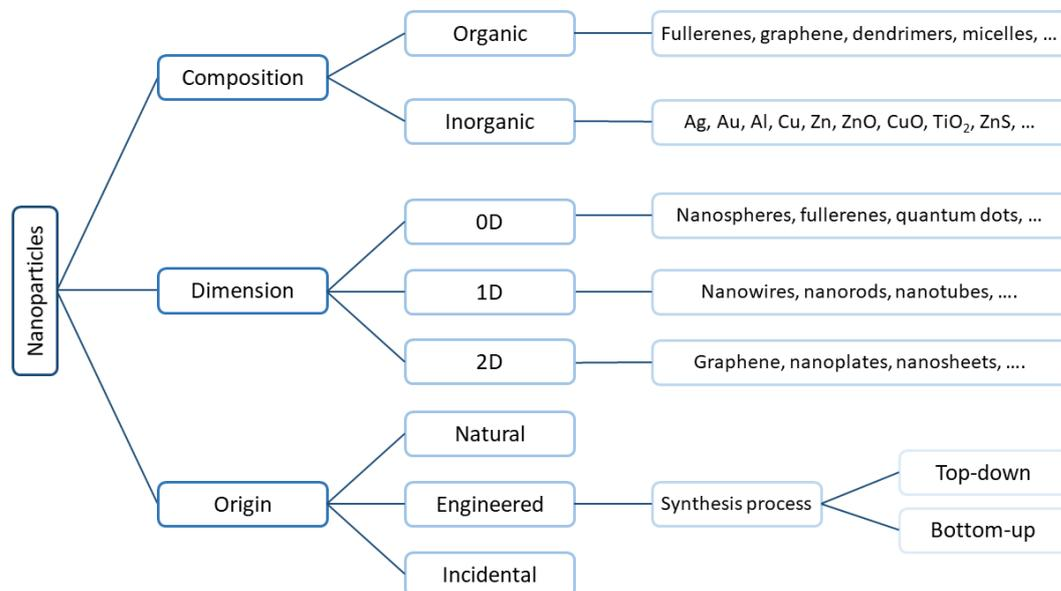 Nanoparticles
Composition
Organic
Fullerenes, graphene, dendrimers, micelles, ...
Inorganic
Ag, Au, Al, Cu, Zn, ZnO, CuO, TiO₂, ZnS, ...
Dimension
0D
Nanospheres, fullerenes, quantum dots, ...
1D
Nanowires, nanorods, nanotubes, ....
2D
Graphene, nanoplates, nanosheets, ....
Origin
Natural
Engineered
Synthesis process
Top-down
Bottom-up
Incidental